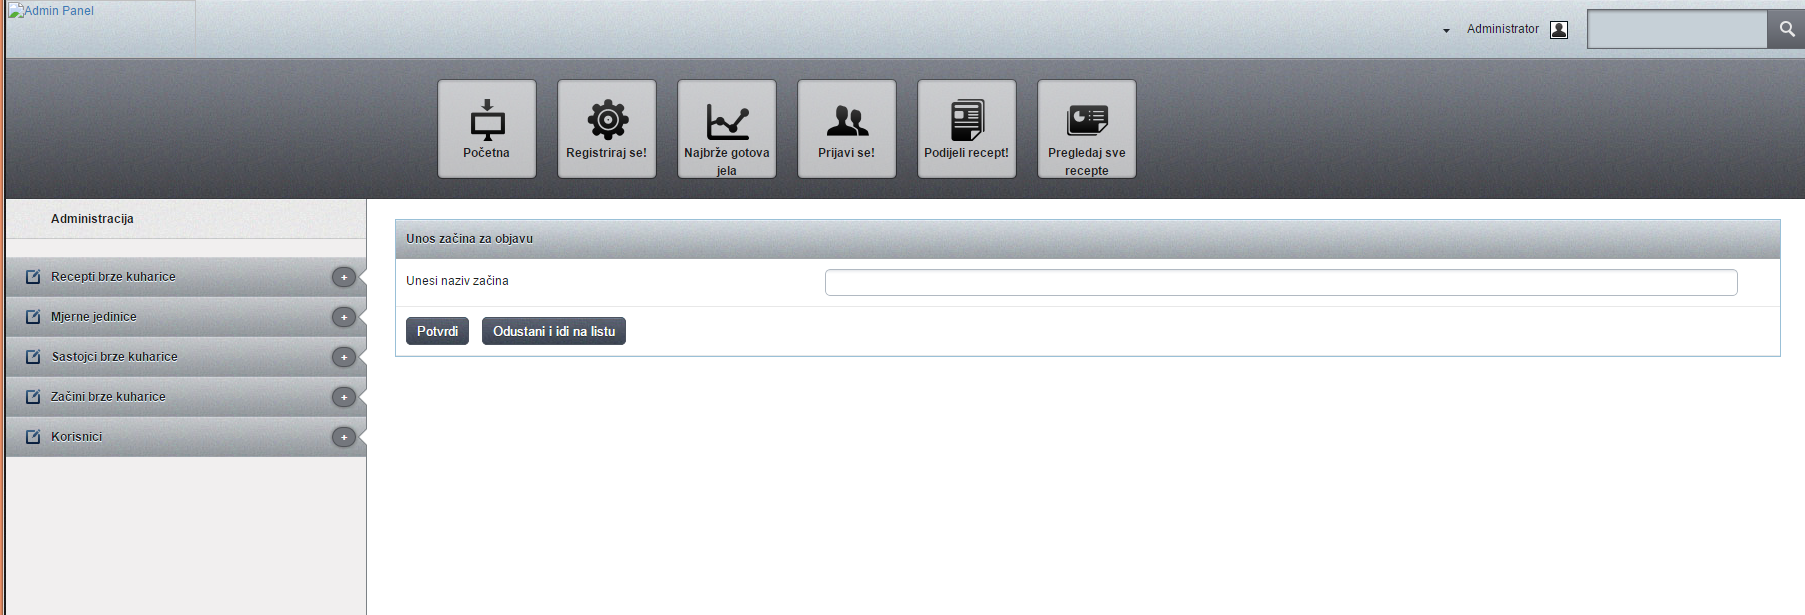 Admin Panel
Administrator
Početna
Registriraj se!
Najbrže gotova
jela
Prijavi se!
Podijeli recept!
Pregledaj sve
recepte
Administracija
Recepti brze kuharice
Mjerne jedinice
Sastojci brze kuharice
Začini brze kuharice
Korisnici
Unos začina za objavu
Unesi naziv začina
Potvrdi
Odustani i idi na listu